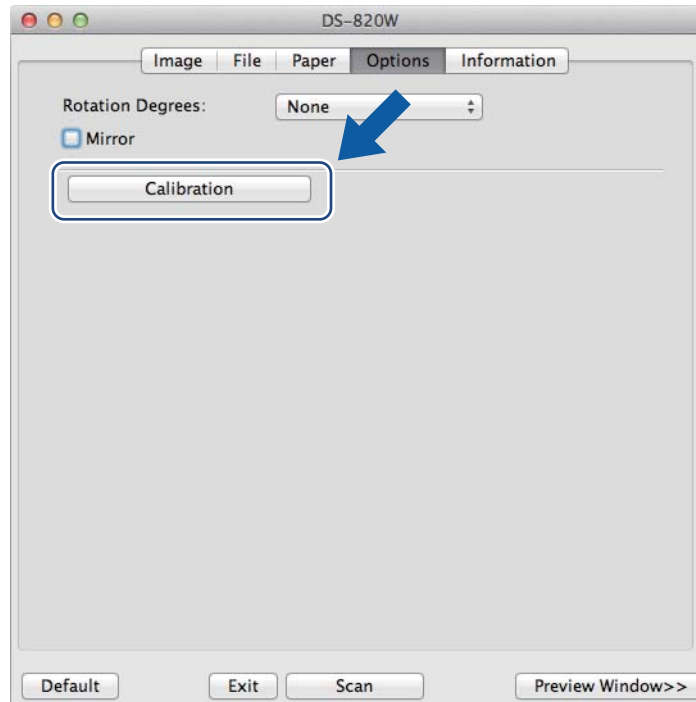 DS-820W
Image File Paper Options Information
Rotation Degrees: None
Mirror
Calibration
Default Exit Scan Preview Window>>